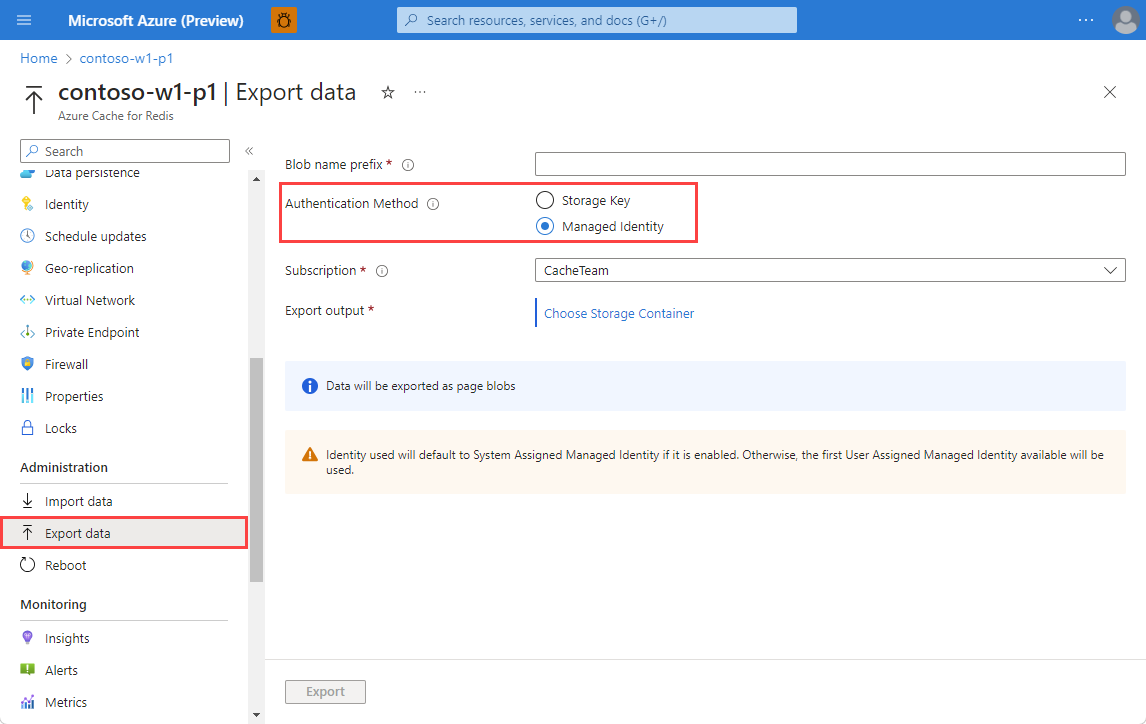 Microsoft Azure (Preview)
Search resources, services, and docs (G+/)
Home > contoso-w1-p1
contoso-w1-p1 | Export data
Azure Cache for Redis
Search
Data persistence
Identity
Schedule updates
Geo-replication
Virtual Network
Private Endpoint
Firewall
Properties
Locks
Administration
Import data
Export data
Reboot
Monitoring
Insights
Alerts
Metrics
Blob name prefix *
Authentication Method
Storage Key
Managed Identity
Subscription *
CacheTeam
Export output *
Choose Storage Container
Data will be exported as page blobs
Identity used will default to System Assigned Managed Identity if it is enabled. Otherwise, the first User Assigned Managed Identity available will be
used.
Export